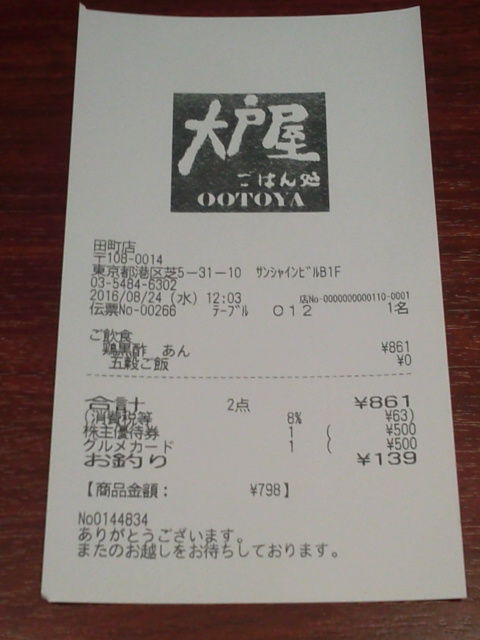 大戸屋
ごはん処
OOTOYA
田町店
〒108-0014
東京都港区芝5-31-10 サンシャインビルB1F
03-5484-6302
2016/08/24 (水) 12:03 店No-0000000000110-0001
伝票No-00266 テーブル 012 1名
ご飲食
鶏黒酢 あん ¥861
五穀ご飯 ¥0
合計 2点 ¥861
(消費税等 8% ¥63)
株主優待券 1 ( ¥500
グルメカード 1 ( ¥500
お釣り ¥139
【商品金額: ¥798】
No0144834
ありがとうございます。
またのお越しをお待ちしております。